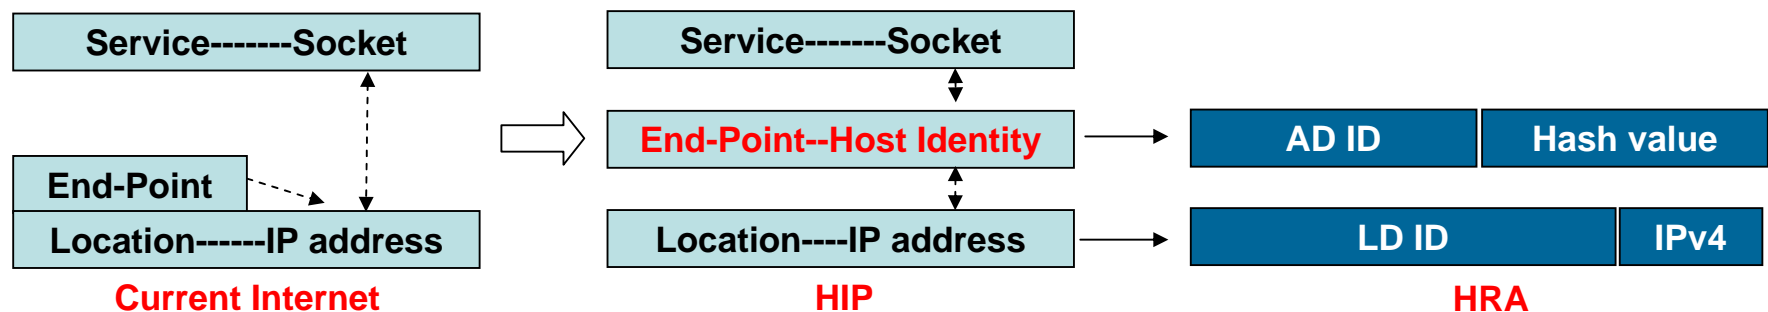 Service-------Socket
End-Point
Location------IP address
Current Internet
Service-------Socket
End-Point--Host Identity
Location----IP address
HIP
AD ID
Hash value
LD ID
IPv4
HRA